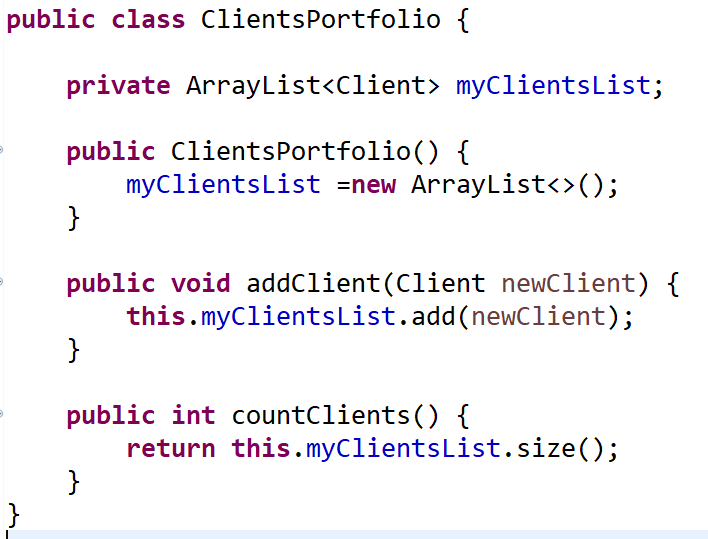 public class ClientsPortfolio {
private ArrayList<Client> myClientsList;
public ClientsPortfolio() {
myClientsList =new ArrayList<>();
}
public void addClient(Client newClient) {
this.myClientsList.add(newClient);
}
public int countClients() {
return this.myClientsList.size();
}
}